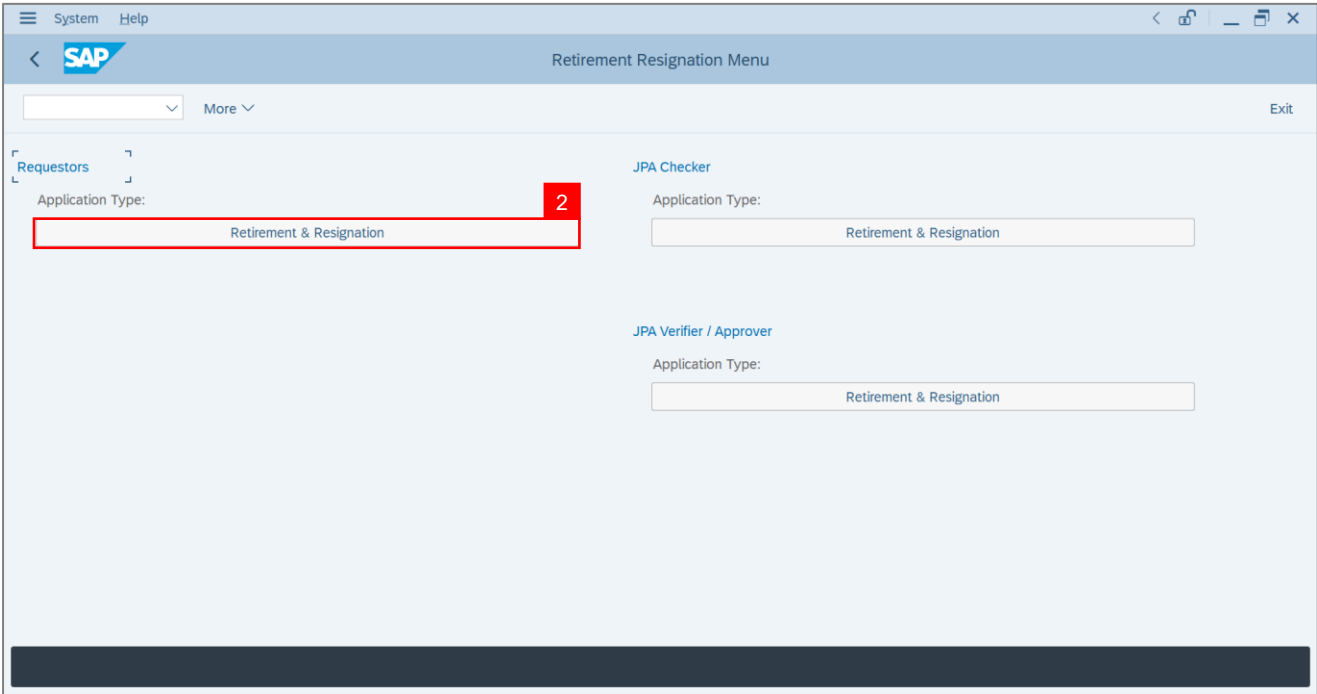 System Help
SAP
Retirement Resignation Menu
More
Exit
Requestors
Application Type:
2
Retirement & Resignation
JPA Checker
Application Type:
Retirement & Resignation
JPA Verifier / Approver
Application Type:
Retirement & Resignation